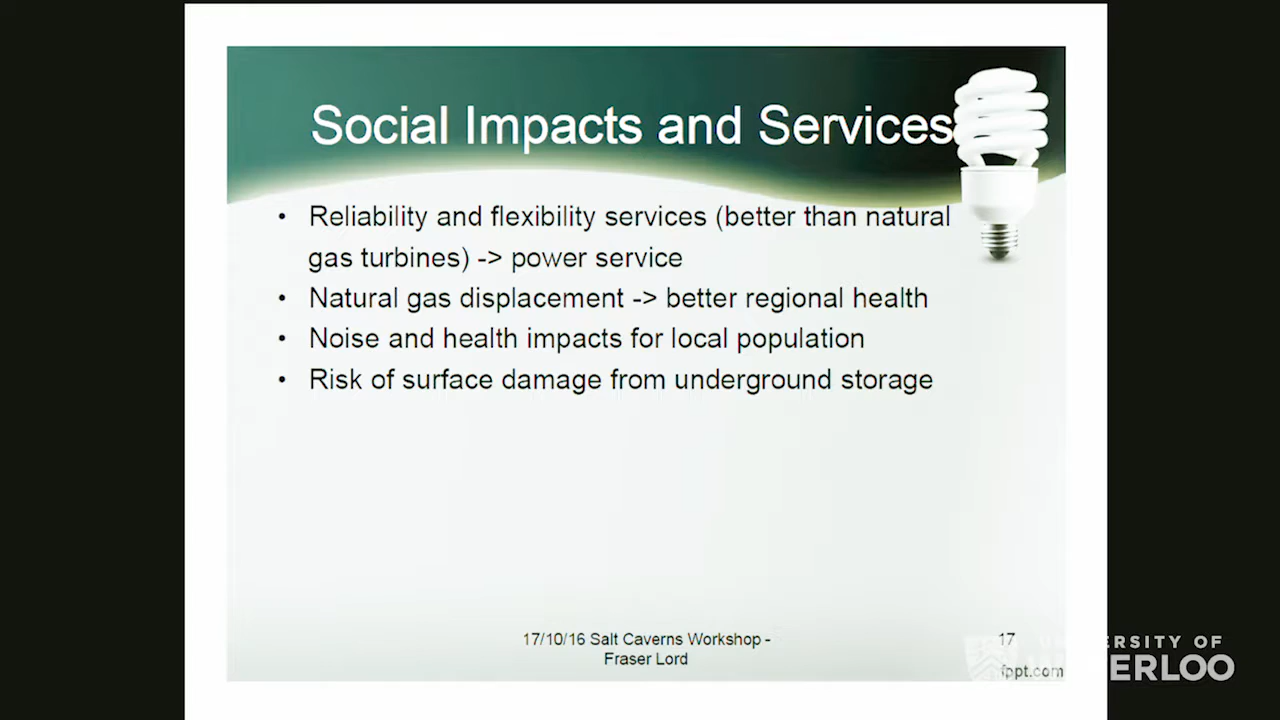 Social Impacts and Services
• Reliability and flexibility services (better than natural
gas turbines) -> power service
• Natural gas displacement -> better regional health
• Noise and health impacts for local population
• Risk of surface damage from underground storage
17/10/16 Salt Caverns Workshop -
Fraser Lord
17
fppt.com
UNIVERSITY OF
WATERLOO